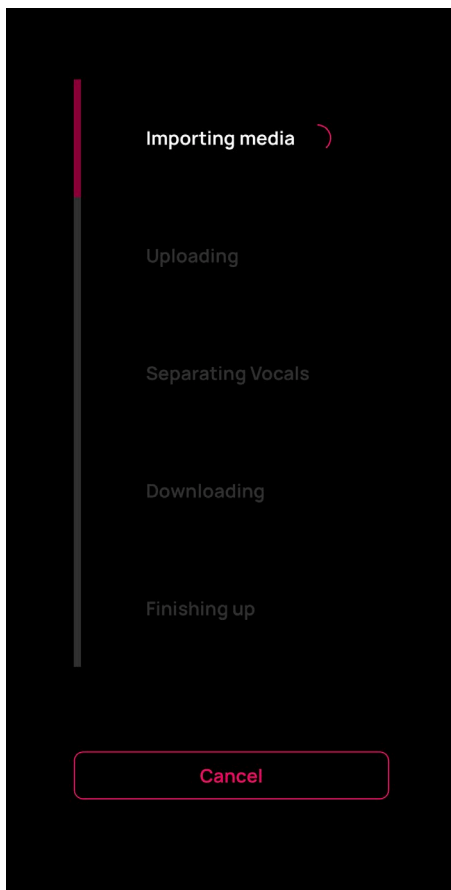 Importing media
Uploading
Separating Vocals
Downloading
Finishing up
Cancel